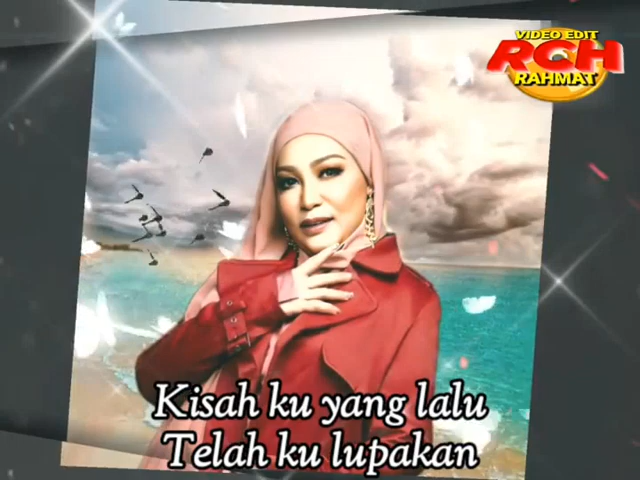 VIDEO EDIT
RCH
RAHMAT
Kisah ku yang lalu
Telah ku lupakan